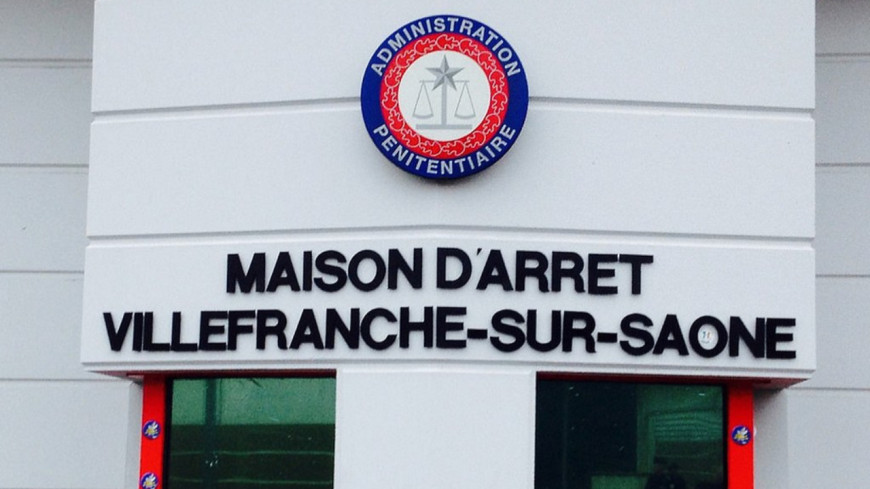 ADMINISTRATION
PENITENTIAIRE
MAISON D'ARRET
VILLEFRANCHE-SUR-SAONE